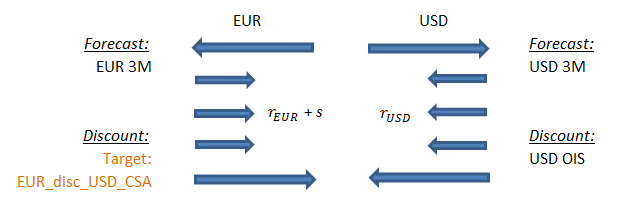 EUR USD
Forecast: Forecast:
EUR 3M USD 3M
r_EUR + s r_USD
Discount: Discount:
Target: USD OIS
EUR_disc_USD_CSA